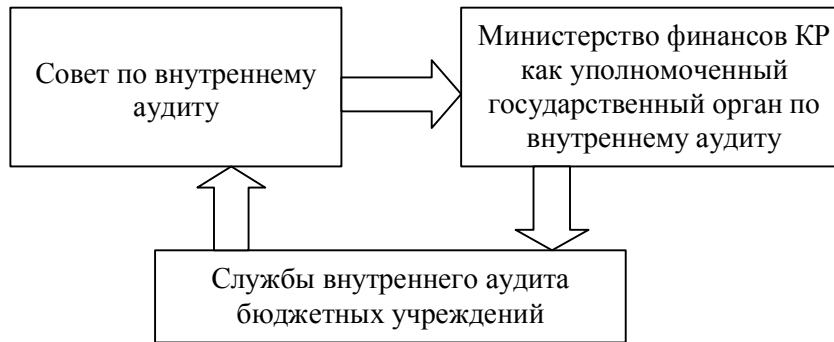 Совет по внутреннему
аудиту
Министерство финансов КР
как уполномоченный
государственный орган по
внутреннему аудиту
Службы внутреннего аудита
бюджетных учреждений